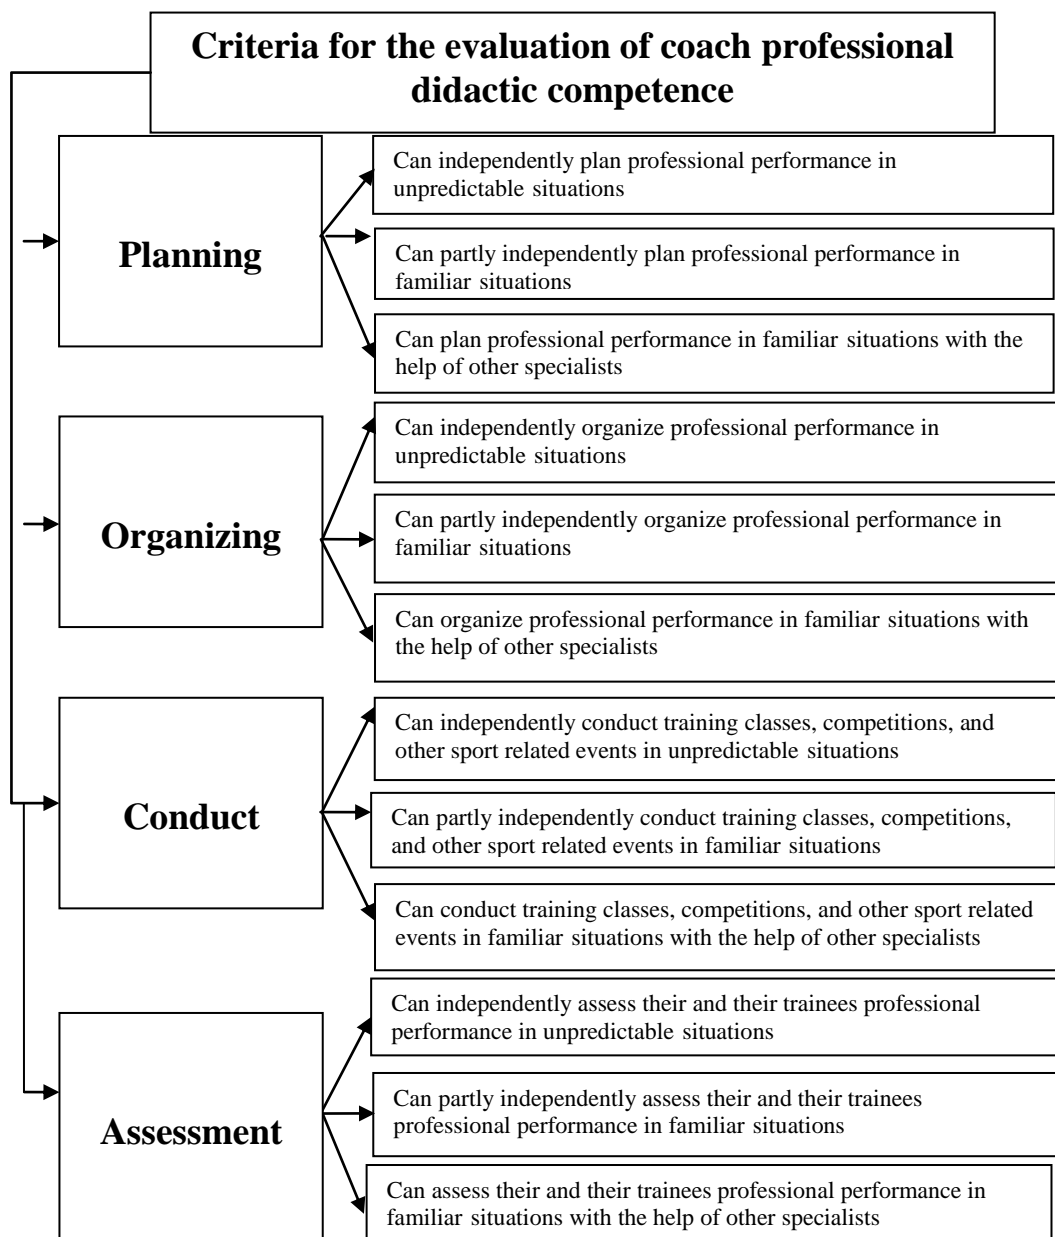 Criteria for the evaluation of coach professional
didactic competence
Planning
Can independently plan professional performance in
unpredictable situations
Can partly independently plan professional performance in
familiar situations
Can plan professional performance in familiar situations with the
help of other specialists
Organizing
Can independently organize professional performance in
unpredictable situations
Can partly independently organize professional performance in
familiar situations
Can organize professional performance in familiar situations with
the help of other specialists
Conduct
Can independently conduct training classes, competitions, and
other sport related events in unpredictable situations
Can partly independently conduct training classes, competitions,
and other sport related events in familiar situations
Can conduct training classes, competitions, and other sport related
events in familiar situations with the help of other specialists
Assessment
Can independently assess their and their trainees professional
performance in unpredictable situations
Can partly independently assess their and their trainees
professional performance in familiar situations
Can assess their and their trainees professional performance in
familiar situations with the help of other specialists